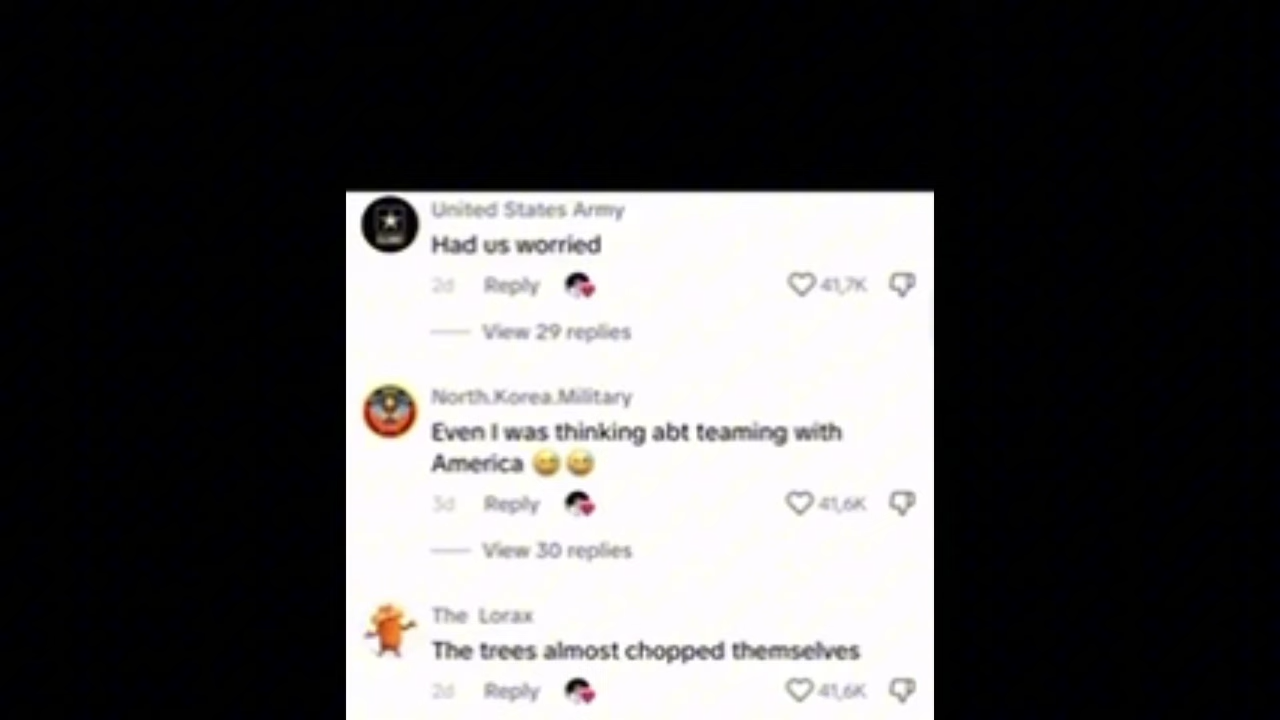 United States Army
Had us worried
2d Reply 41,7K
View 29 replies
North.Korea.Military
Even I was thinking abt teaming with
America 😅😅
3d Reply 41,6K
View 30 replies
The Lorax
The trees almost chopped themselves
2d Reply 41,6K